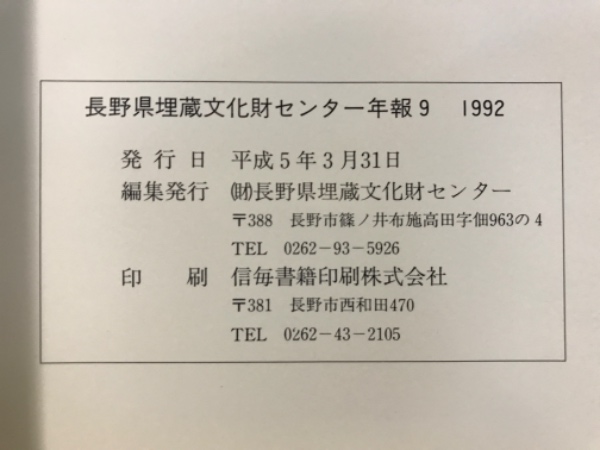 長野県埋蔵文化財センター年報9 1992
発行日 平成5年3月31日
編集発行 ㈶長野県埋蔵文化財センター
〒388 長野市篠ノ井布施高田字佃963の4
TEL 0262-93-5926
印刷 信毎書籍印刷株式会社
〒381 長野市西和田470
TEL 0262-43-2105